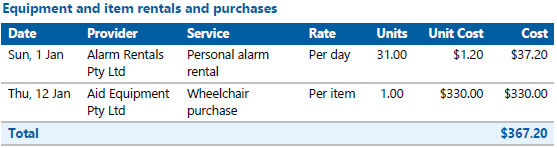 Equipment and item rentals and purchases
Date Provider Service Rate Units Unit Cost Cost
Sun, 1 Jan Alarm Rentals Personal alarm Per day 31.00 $1.20 $37.20
Pty Ltd rental
Thu, 12 Jan Aid Equipment Wheelchair Per item 1.00 $330.00 $330.00
Pty Ltd purchase
Total $367.20